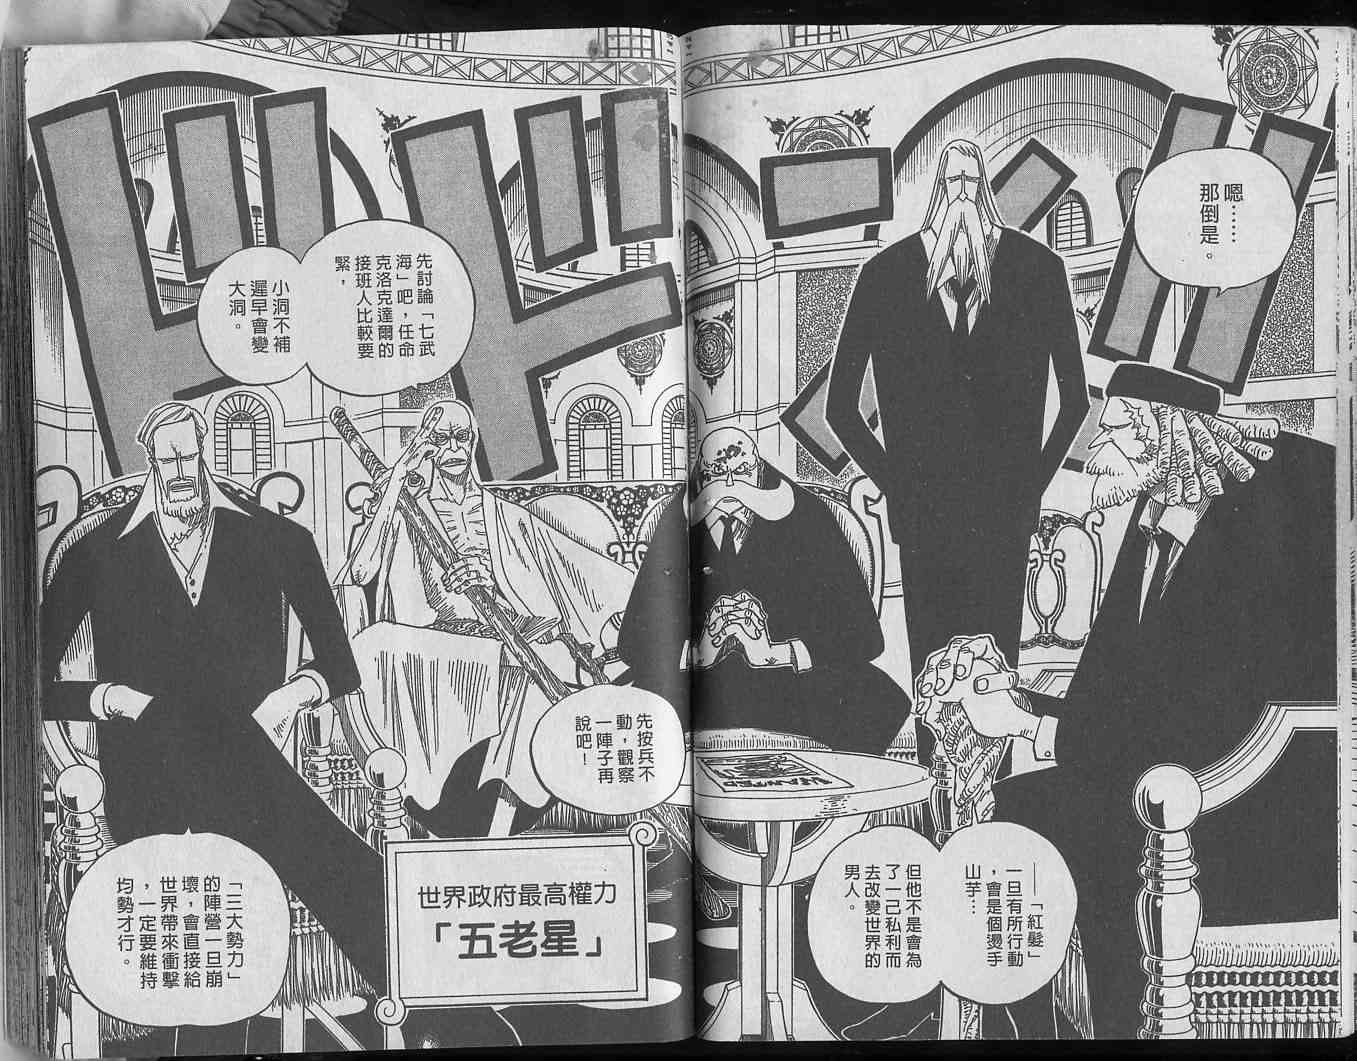 嗯……
那倒是。
──「紅髮」
一旦有所行動
，會是個燙手
山芋…
但他不是會為
了一己私利而
去改變世界的
男人。
先按兵不
動，觀察
一陣子再
說吧！
先討論「七武
海」吧，任命
克洛克達爾的
接班人比較要
緊，
小洞不補
遲早會變
大洞。
「三大勢力」
的陣營一旦崩
壞，會直接給
世界帶來衝擊
，一定要維持
均勢才行。
世界政府最高權力
「五老星」
WANTED